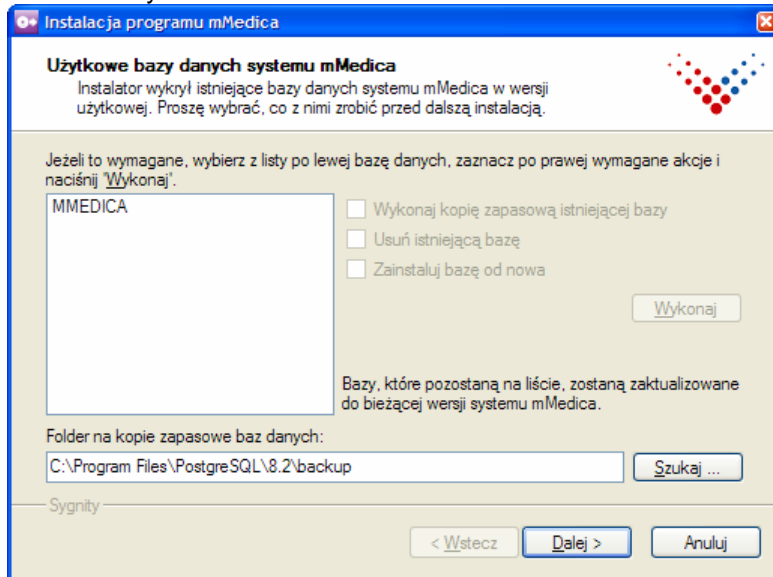 Instalacja programu mMedica
Użytkowe bazy danych systemu mMedica
Instalator wykrył istniejące bazy danych systemu mMedica w wersji
użytkowej. Proszę wybrać, co z nimi zrobić przed dalszą instalacją.
Jeżeli to wymagane, wybierz z listy po lewej bazę danych, zaznacz po prawej wymagane akcje i
naciśnij 'Wykonaj'.
MMEDICA
Wykonaj kopię zapasową istniejącej bazy
Usuń istniejącą bazę
Zainstaluj bazę od nowa
Wykonaj
Bazy, które pozostaną na liście, zostaną zaktualizowane
do bieżącej wersji systemu mMedica.
Folder na kopie zapasowe baz danych:
C:\Program Files\PostgreSQL\8.2\backup
Szukaj ...
Sygnity
< Wstecz
Dalej >
Anuluj